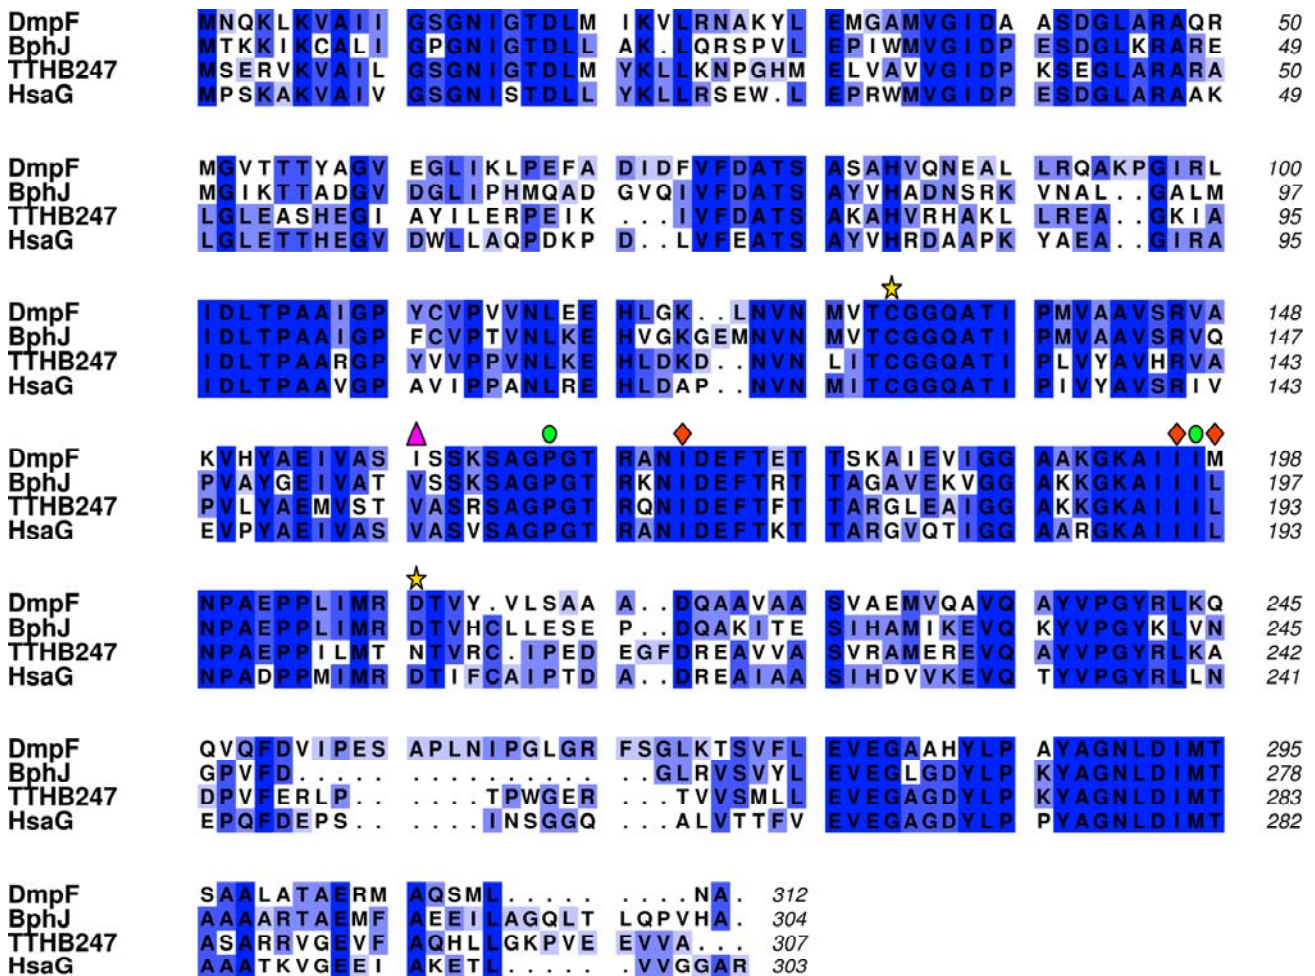 DmpF MNQKLKVAII GSGNIGTDLM IKVLRNAKYL EMGAMVGIDA ASDGLARAQR 50
BphJ MTKKIKCALI GPGNIGTDLL AK.LQRSPVL EPIWMVGIDP ESDGLKRARE 49
TTHB247 MSERVKVAIL GSGNIGTDLM YKLLKNPGHM ELVAVVGIDP KSEGLARARA 50
HsaG MPSKAKVAIV GSGNISTDLL YKLLRSEW.L EPRWMVGIDP ESDGLARAAK 49
DmpF MGVTTTYAGV EGLIKLPEFA DIDFVFDATS ASAHVQNEAL LRQAKPGIRL 100
BphJ MGIKTTADGV DGLIPHMQAD GVQIVFDATS AYVHADNSRK VNAL..GALM 97
TTHB247 LGLEASHEGI AYILERPEIK ...IVFDATS AKAHVRHAKL LREA..GKIA 95
HsaG LGLETTHEGV DWLLAQPDKP D..LVFEATS AYVHRDAAPK YAEA..GIRA 95
DmpF IDLTPAAIGP YCVPVVNLEE HLGK..LNVN MVTCGGQATI PMVAAVSRVA 148
BphJ IDLTPAAIGP FCVPTVNLKE HVGKGEMNVN MVTCGGQATI PMVAAVSRVQ 147
TTHB247 IDLTPAARGP YVVPPVNLKE HLDKD..NVN LITCGGQATI PLVYAVHRVA 143
HsaG IDLTPAAVGP AVIPPANLRE HLDAP..NVN MITCGGQATI PIVYAVSRIV 143
DmpF KVHYAEIVAS ISSKSAGPGT RANIDEFTET TSKAIEVIGG AAKGKAIIIM 198
BphJ PVAYGEIVAT VSSKSAGPGT RKNIDEFTRT TAGAVEKVGG AKKGKAIIIL 197
TTHB247 PVLYAEMVST VASRSAGPGT RQNIDEFTFT TARGLEAIGG AKKGKAIIIL 193
HsaG EVPYAEIVAS VASVSAGPGT RANIDEFTKT TARGVQTIGG AARGKAIIIL 193
DmpF NPAEPPLIMR DTVY.VLSAA A..DQAAVAA SVAEMVQAVQ AYVPGYRLKQ 245
BphJ NPAEPPLIMR DTVHCLLESE P..DQAKITE SIHAMIKEVQ KYVPGYKLVN 245
TTHB247 NPAEPPILMT NTVRC.IPED EGFDREAVVA SVRAMEREVQ AYVPGYRLKA 242
HsaG NPADPPMIMR DTIFCAIPTD A..DREAIAA SIHDVVKEVQ TYVPGYRLLN 241
DmpF QVQFDVIPES APLNIPGLGR FSGLKTSVFL EVEGAAHYLP AYAGNLDIMT 295
BphJ GPVFD..... .......... ..GLRVSVYL EVEGLGDYLP KYAGNLDIMT 278
TTHB247 DPVFERLP.. ....TPWGER ...TVVSMLL EVEGAGDYLP KYAGNLDIMT 283
HsaG EPQFDEPS.. ....INSGGQ ...ALVTTFV EVEGAGDYLP PYAGNLDIMT 282
DmpF SAALATAERM AQSML..... ....​.NA. 312
BphJ AAAARTAEMF AEEILAGQLT LQPVHA. 304
TTHB247 ASARRVGEVF AQHLLGKPVE EVVA... 307
HsaG AAATKVGEEI AKETL..... .VVGGAR 303